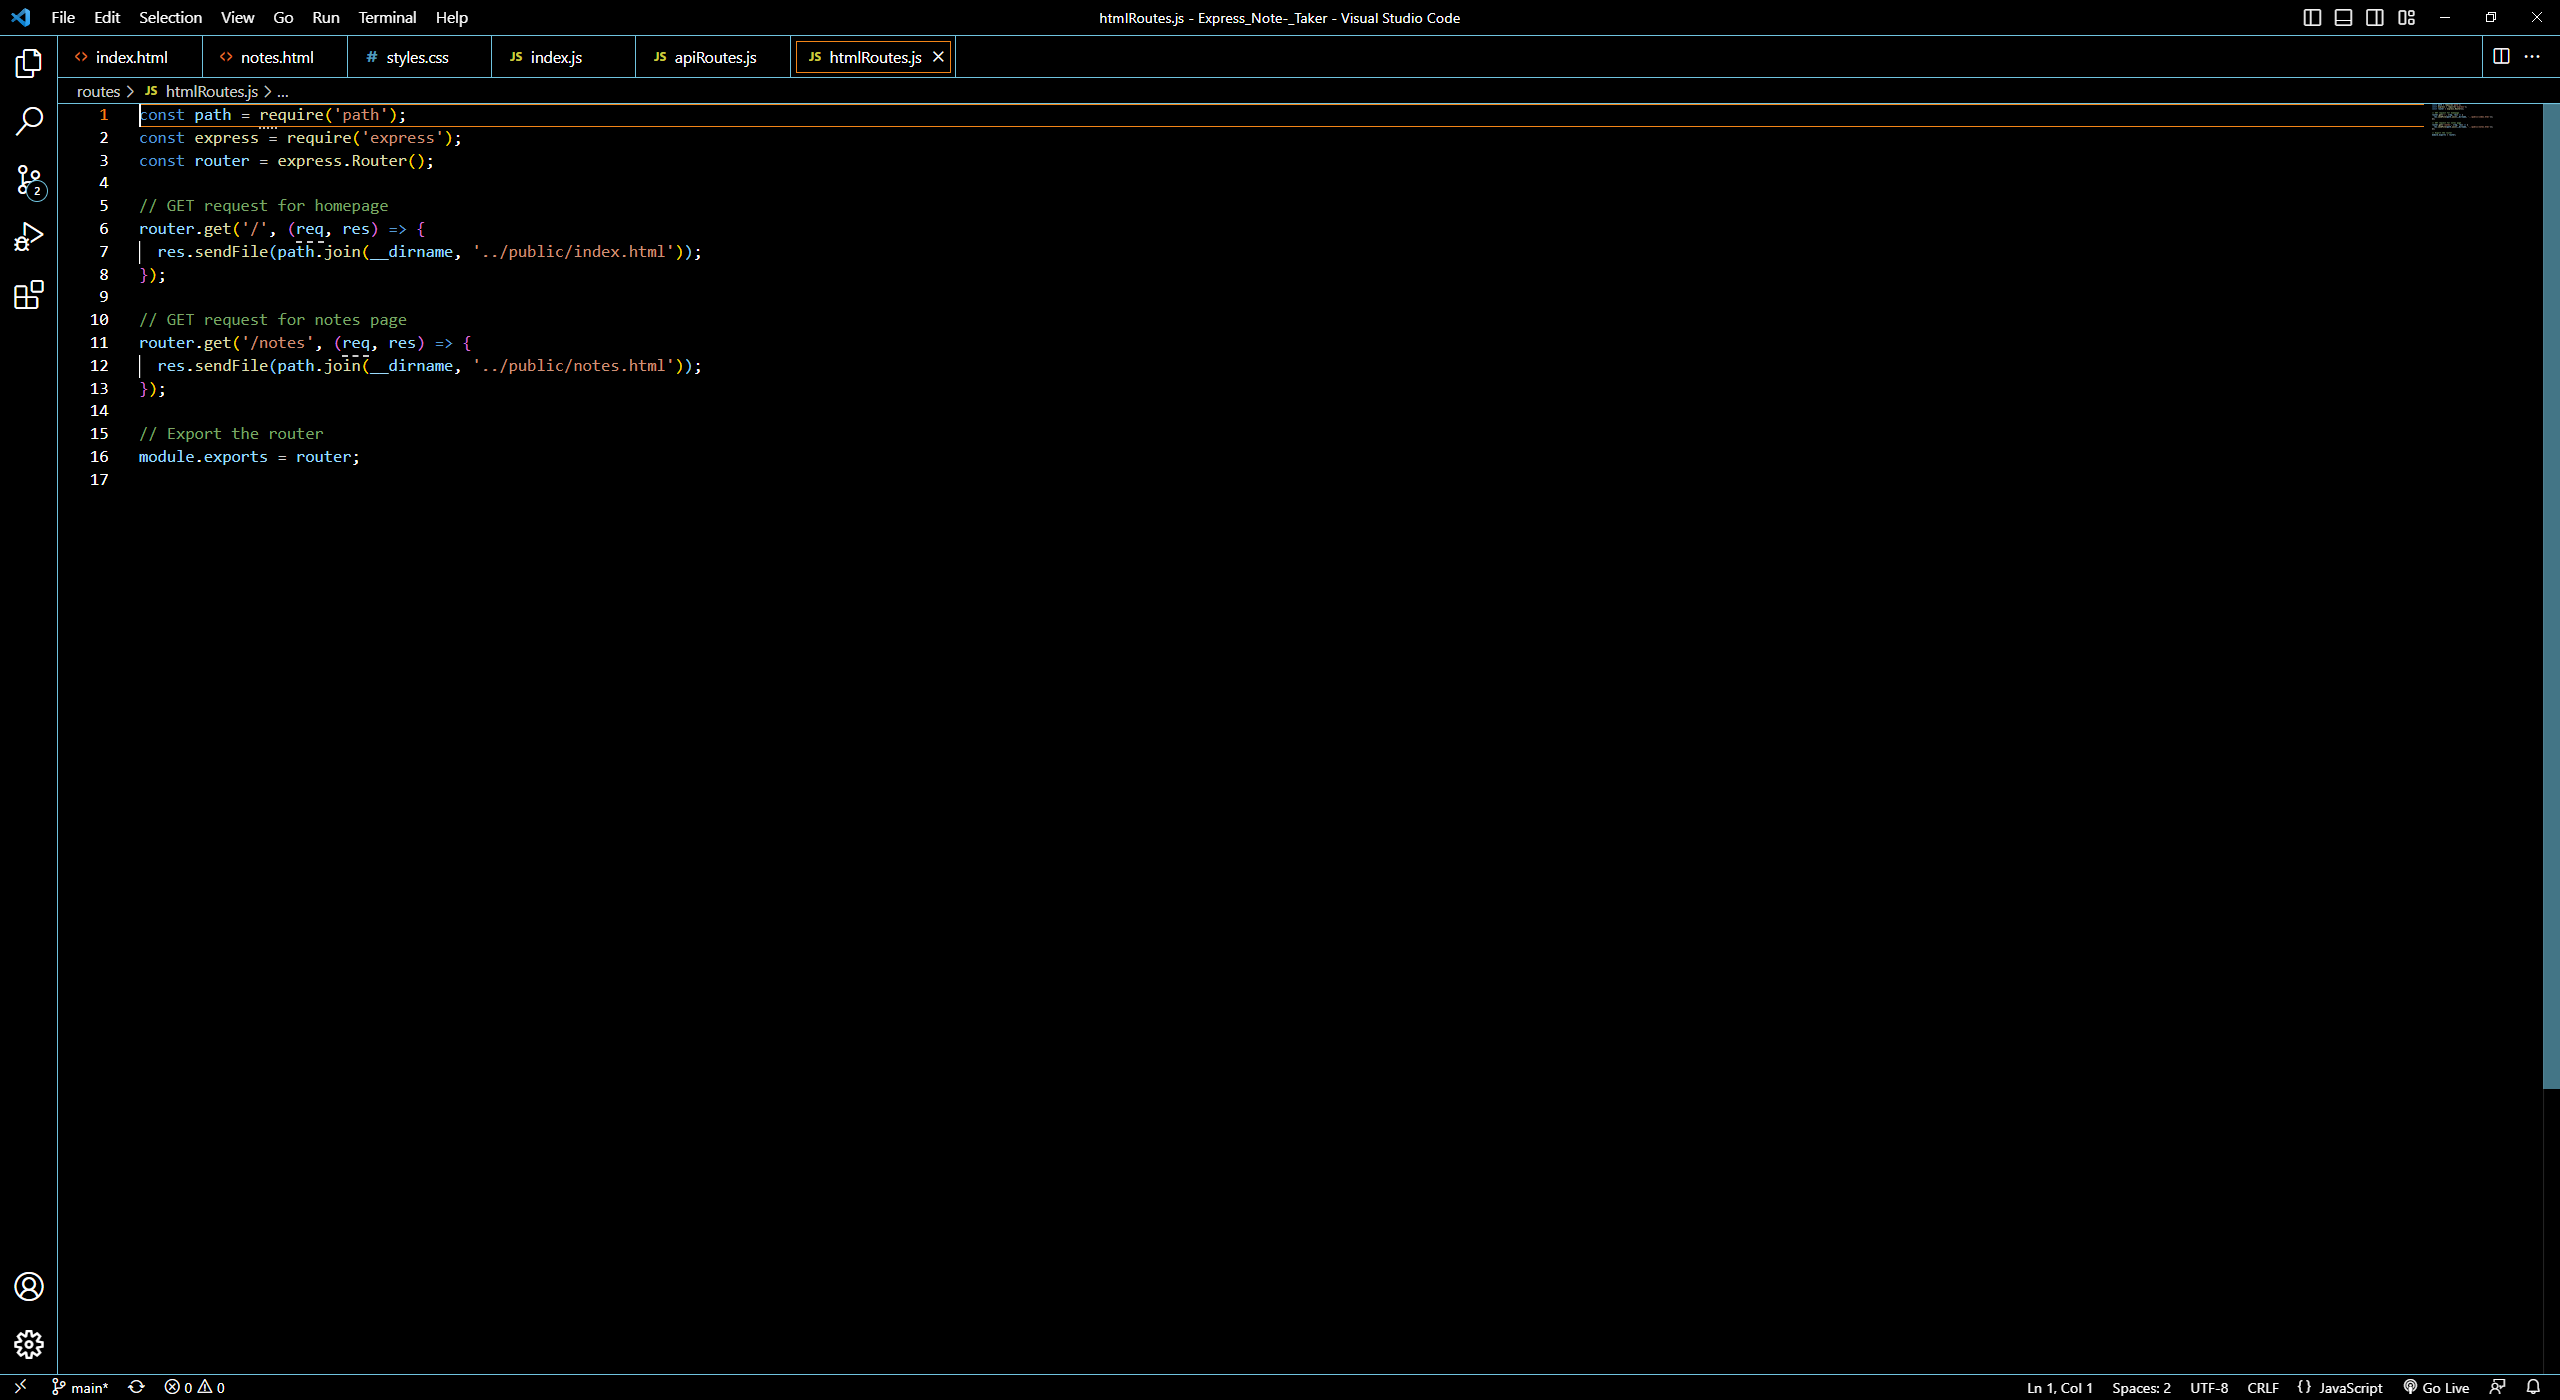 File Edit Selection View Go Run Terminal Help
htmlRoutes.js - Express_Note-_Taker - Visual Studio Code
<> index.html
<> notes.html
# styles.css
JS index.js
JS apiRoutes.js
JS htmlRoutes.js
routes > JS htmlRoutes.js > ...
1 const path = require('path');
2 const express = require('express');
3 const router = express.Router();
4
5 // GET request for homepage
6 router.get('/', (req, res) => {
7 res.sendFile(path.join(__dirname, '../public/index.html'));
8 });
9
10 // GET request for notes page
11 router.get('/notes', (req, res) => {
12 res.sendFile(path.join(__dirname, '../public/notes.html'));
13 });
14
15 // Export the router
16 module.exports = router;
17
2
main* 0 0
Ln 1, Col 1 Spaces: 2 UTF-8 CRLF {} JavaScript Go Live